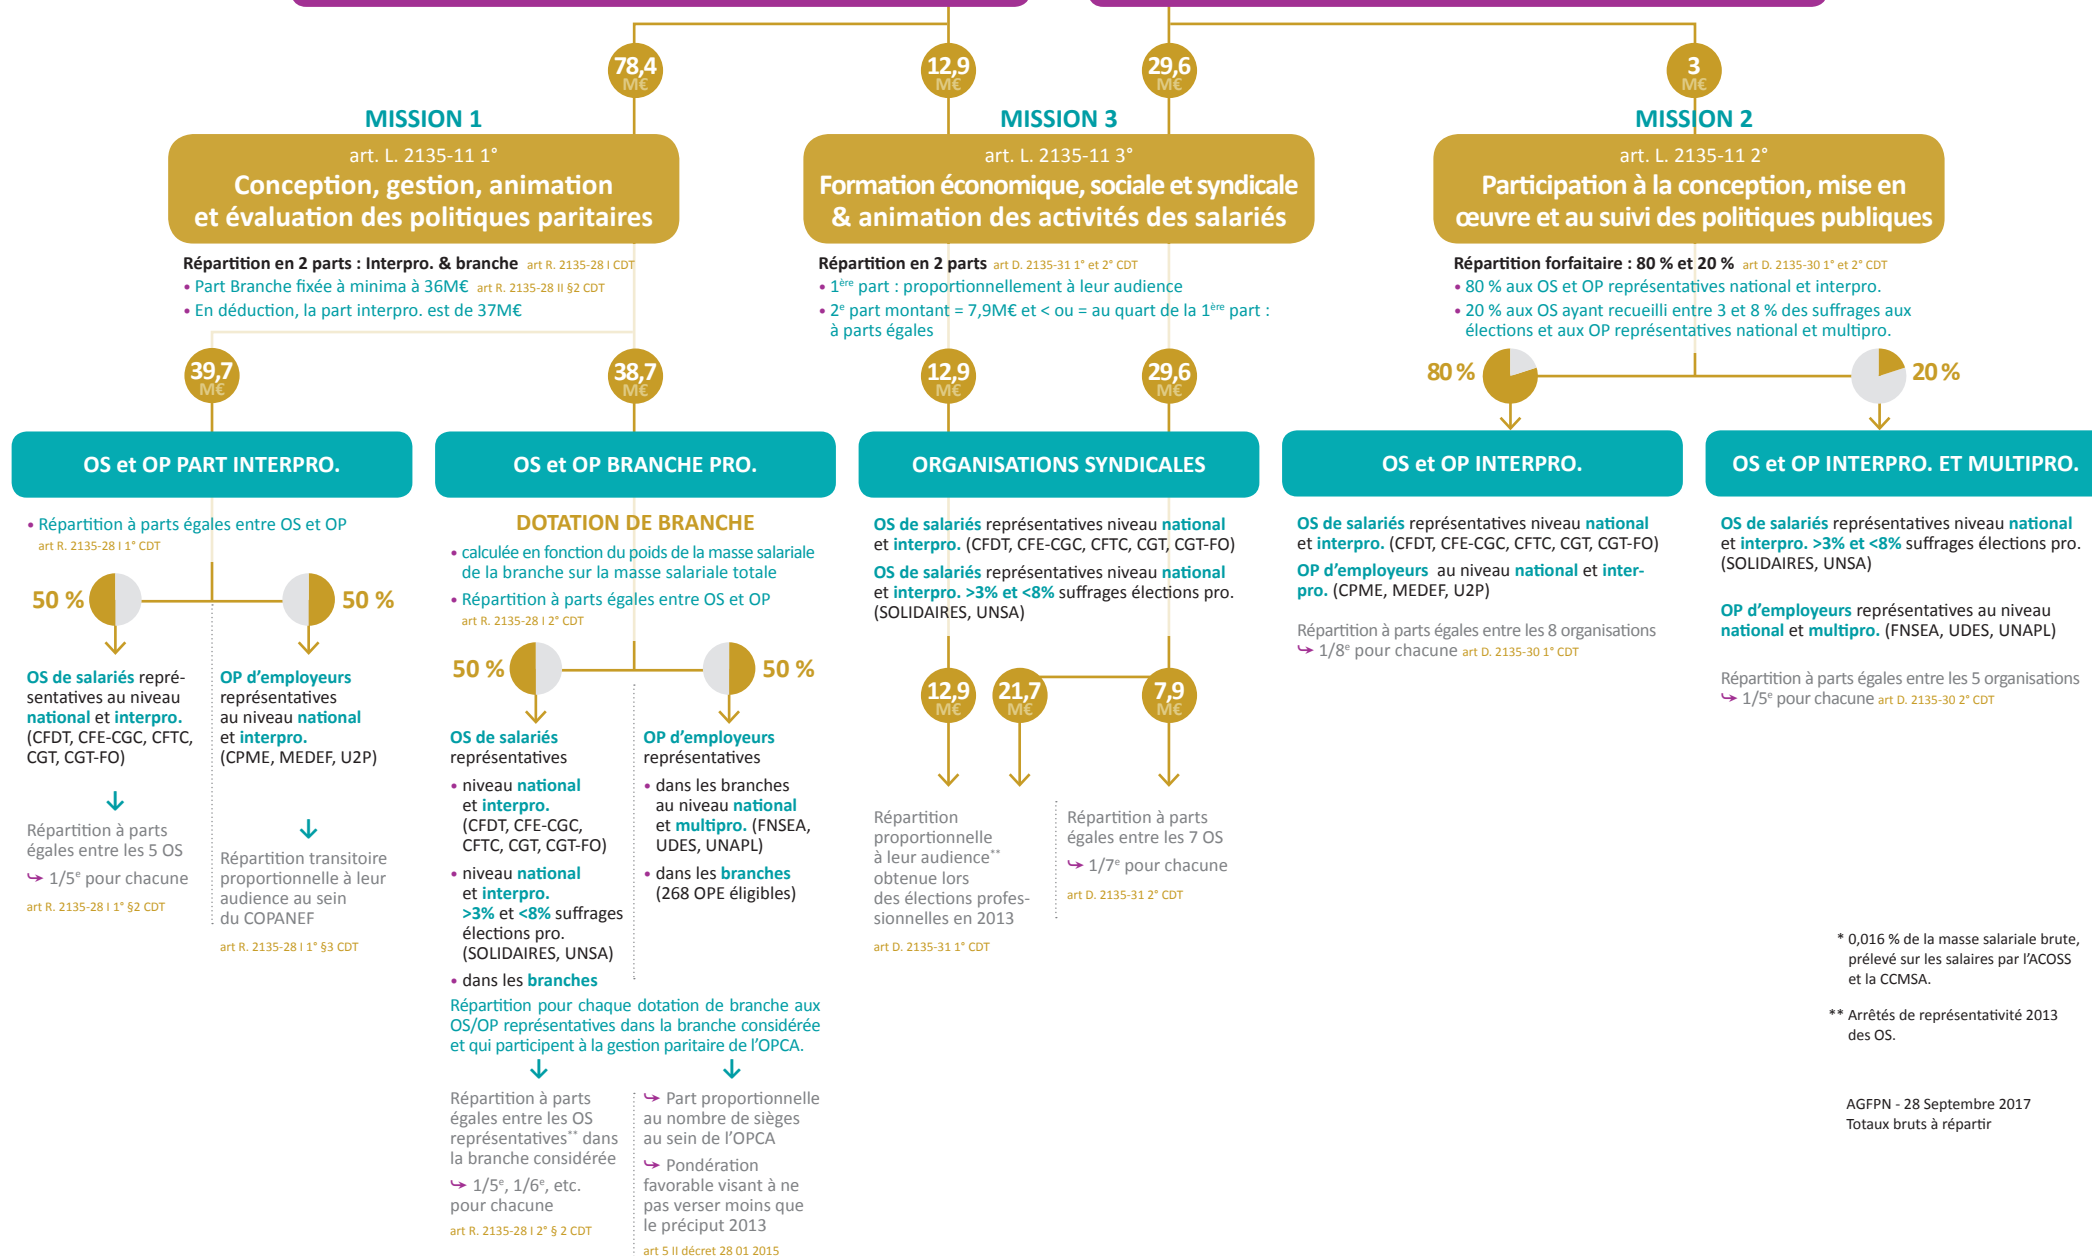 78,4
M€
12,9
M€
29,6
M€
3
M€
MISSION 1
art. L. 2135-11 1°
Conception, gestion, animation
et évaluation des politiques paritaires
Répartition en 2 parts : Interpro. & branche art R. 2135-28 I CDT
• Part Branche fixée à minima à 36M€ art R. 2135-28 II §2 CDT
• En déduction, la part interpro. est de 37M€
MISSION 3
art. L. 2135-11 3°
Formation économique, sociale et syndicale
& animation des activités des salariés
Répartition en 2 parts art D. 2135-31 1° et 2° CDT
• 1ère part : proportionnellement à leur audience
• 2e part montant = 7,9M€ et < ou = au quart de la 1ère part :
à parts égales
MISSION 2
art. L. 2135-11 2°
Participation à la conception, mise en
œuvre et au suivi des politiques publiques
Répartition forfaitaire : 80 % et 20 % art D. 2135-30 1° et 2° CDT
• 80 % aux OS et OP représentatives national et interpro.
• 20 % aux OS ayant recueilli entre 3 et 8 % des suffrages aux
élections et aux OP représentatives national et multipro.
39,7
M€
38,7
M€
12,9
M€
29,6
M€
80 %
20 %
OS et OP PART INTERPRO.
• Répartition à parts égales entre OS et OP
art R. 2135-28 I 1° CDT
50 %
50 %
OS de salariés repré-
sentatives au niveau
national et interpro.
(CFDT, CFE-CGC, CFTC,
CGT, CGT-FO)
Répartition à parts
égales entre les 5 OS
↪ 1/5e pour chacune
art R. 2135-28 I 1° §2 CDT
OP d’employeurs
représentatives
au niveau national
et interpro.
(CPME, MEDEF, U2P)
Répartition transitoire
proportionnelle à leur
audience au sein
du COPANEF
art R. 2135-28 I 1° §3 CDT
OS et OP BRANCHE PRO.
DOTATION DE BRANCHE
• calculée en fonction du poids de la masse salariale
de la branche sur la masse salariale totale
• Répartition à parts égales entre OS et OP
art R. 2135-28 I 2° CDT
50 %
50 %
OS de salariés
représentatives
• niveau national
et interpro.
(CFDT, CFE-CGC,
CFTC, CGT, CGT-FO)
• niveau national
et interpro.
>3% et <8% suffrages
élections pro.
(SOLIDAIRES, UNSA)
• dans les branches
OP d’employeurs
représentatives
• dans les branches
au niveau national
et multipro. (FNSEA,
UDES, UNAPL)
• dans les branches
(268 OPE éligibles)
Répartition pour chaque dotation de branche aux
OS/OP représentatives dans la branche considérée
et qui participent à la gestion paritaire de l’OPCA.
Répartition à parts
égales entre les OS
représentatives** dans
la branche considérée
↪ 1/5e, 1/6e, etc.
pour chacune
art R. 2135-28 I 2° § 2 CDT
↪ Part proportionnelle
au nombre de sièges
au sein de l’OPCA
↪ Pondération
favorable visant à ne
pas verser moins que
le préciput 2013
art 5 II décret 28 01 2015
ORGANISATIONS SYNDICALES
OS de salariés représentatives niveau national
et interpro. (CFDT, CFE-CGC, CFTC, CGT, CGT-FO)
OS de salariés représentatives niveau national
et interpro. >3% et <8% suffrages élections pro.
(SOLIDAIRES, UNSA)
12,9
M€
21,7
M€
7,9
M€
Répartition
proportionnelle
à leur audience**
obtenue lors
des élections profes-
sionnelles en 2013
art D. 2135-31 1° CDT
Répartition à parts
égales entre les 7 OS
↪ 1/7e pour chacune
art D. 2135-31 2° CDT
OS et OP INTERPRO.
OS de salariés représentatives niveau national
et interpro. (CFDT, CFE-CGC, CFTC, CGT, CGT-FO)
OP d’employeurs au niveau national et inter-
pro. (CPME, MEDEF, U2P)
Répartition à parts égales entre les 8 organisations
↪ 1/8e pour chacune art D. 2135-30 1° CDT
OS et OP INTERPRO. ET MULTIPRO.
OS de salariés représentatives niveau national
et interpro. >3% et <8% suffrages élections pro.
(SOLIDAIRES, UNSA)
OP d’employeurs représentatives au niveau
national et multipro. (FNSEA, UDES, UNAPL)
Répartition à parts égales entre les 5 organisations
↪ 1/5e pour chacune art D. 2135-30 2° CDT
* 0,016 % de la masse salariale brute,
prélevé sur les salaires par l’ACOSS
et la CCMSA.
** Arrêtés de représentativité 2013
des OS.
AGFPN - 28 Septembre 2017
Totaux bruts à répartir